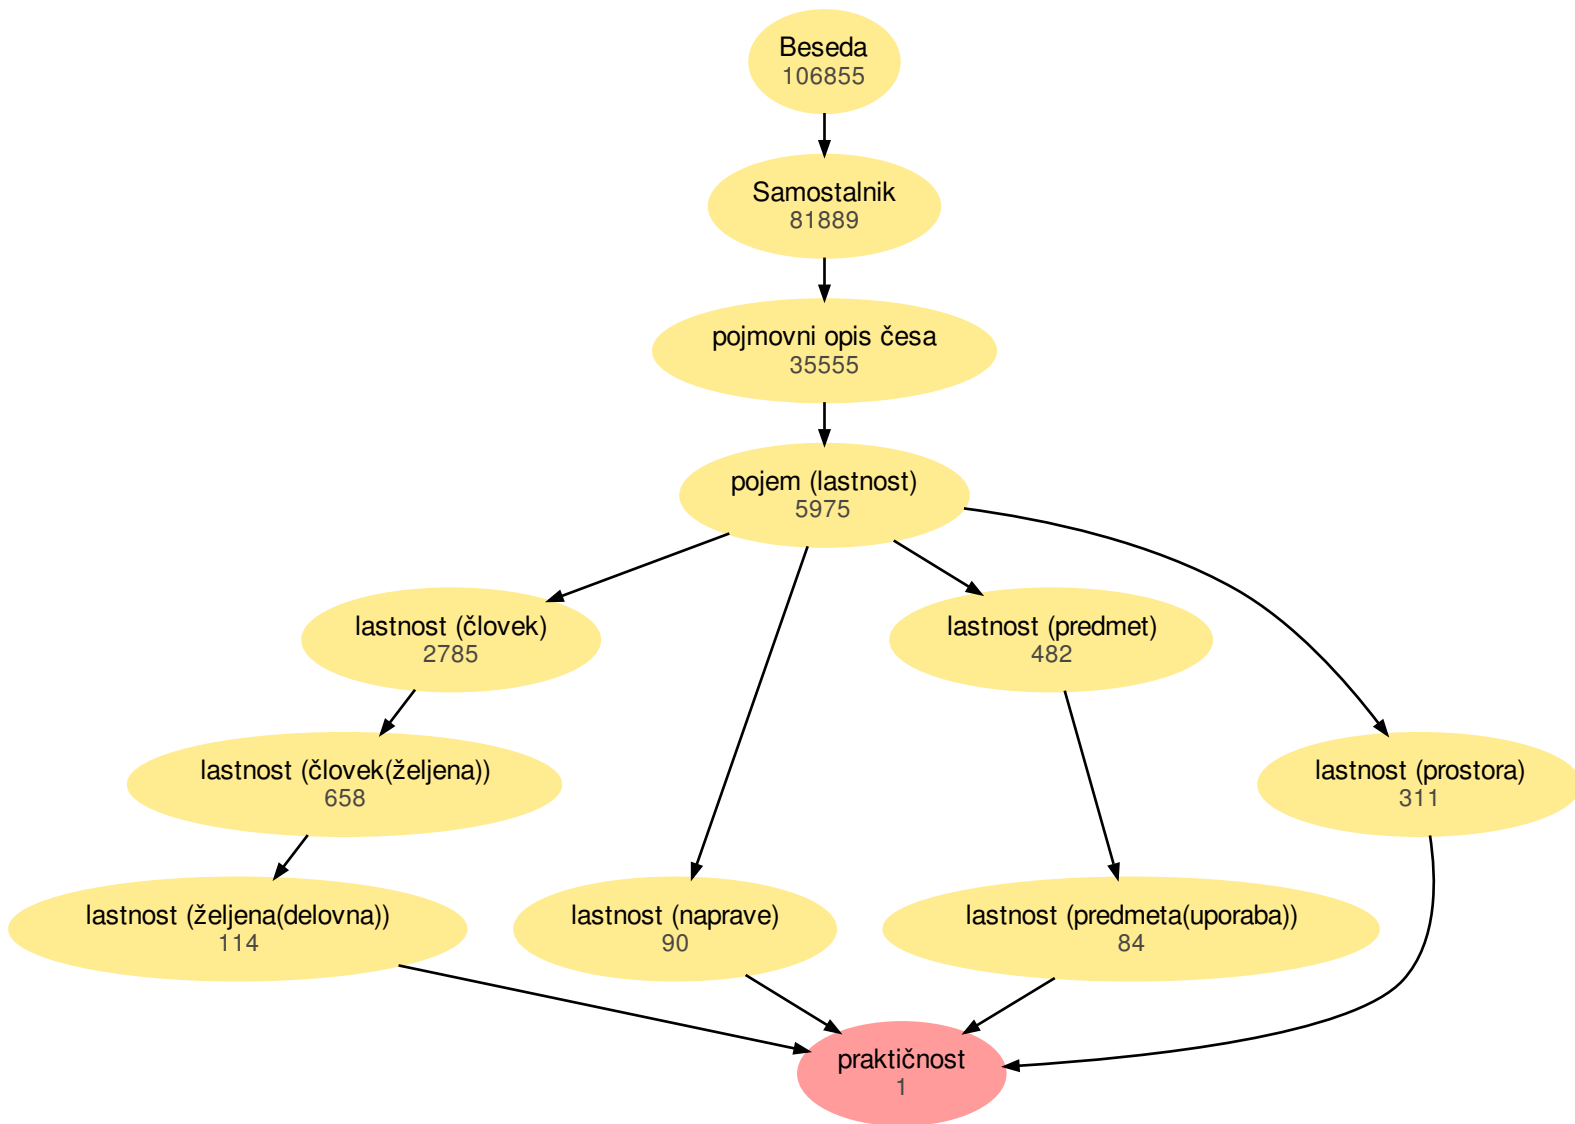 Beseda
106855
Samostalnik
81889
pojmovni opis česa
35555
pojem (lastnost)
5975
lastnost (človek)
2785
lastnost (predmet)
482
lastnost (človek(željena))
658
lastnost (prostora)
311
lastnost (željena(delovna))
114
lastnost (naprave)
90
lastnost (predmeta(uporaba))
84
praktičnost
1